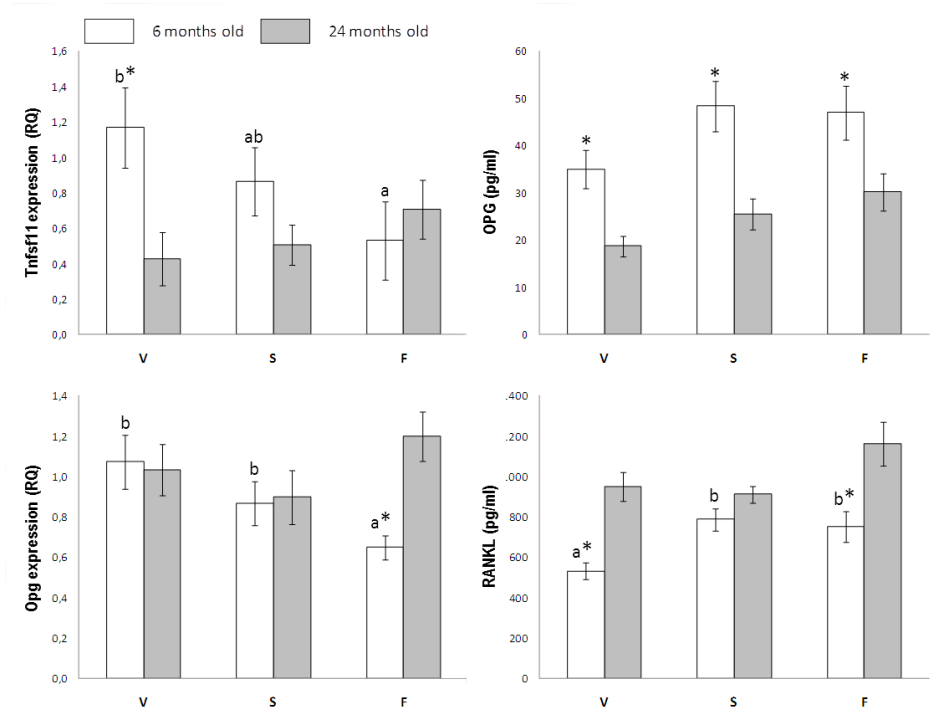 6 months old
24 months old
Tnfsf11 expression (RQ)
1,6
1,4
1,2
1,0
0,8
0,6
0,4
0,2
0,0
b*
ab
a
V
S
F
OPG (pg/ml)
60
50
40
30
20
10
0
*
*
*
V
S
F
Opg expression (RQ)
1,4
1,2
1,0
0,8
0,6
0,4
0,2
0,0
b
b
a*
V
S
F
RANKL (pg/ml)
.400
.200
.000
800
600
400
200
0
a*
b
b*
V
S
F